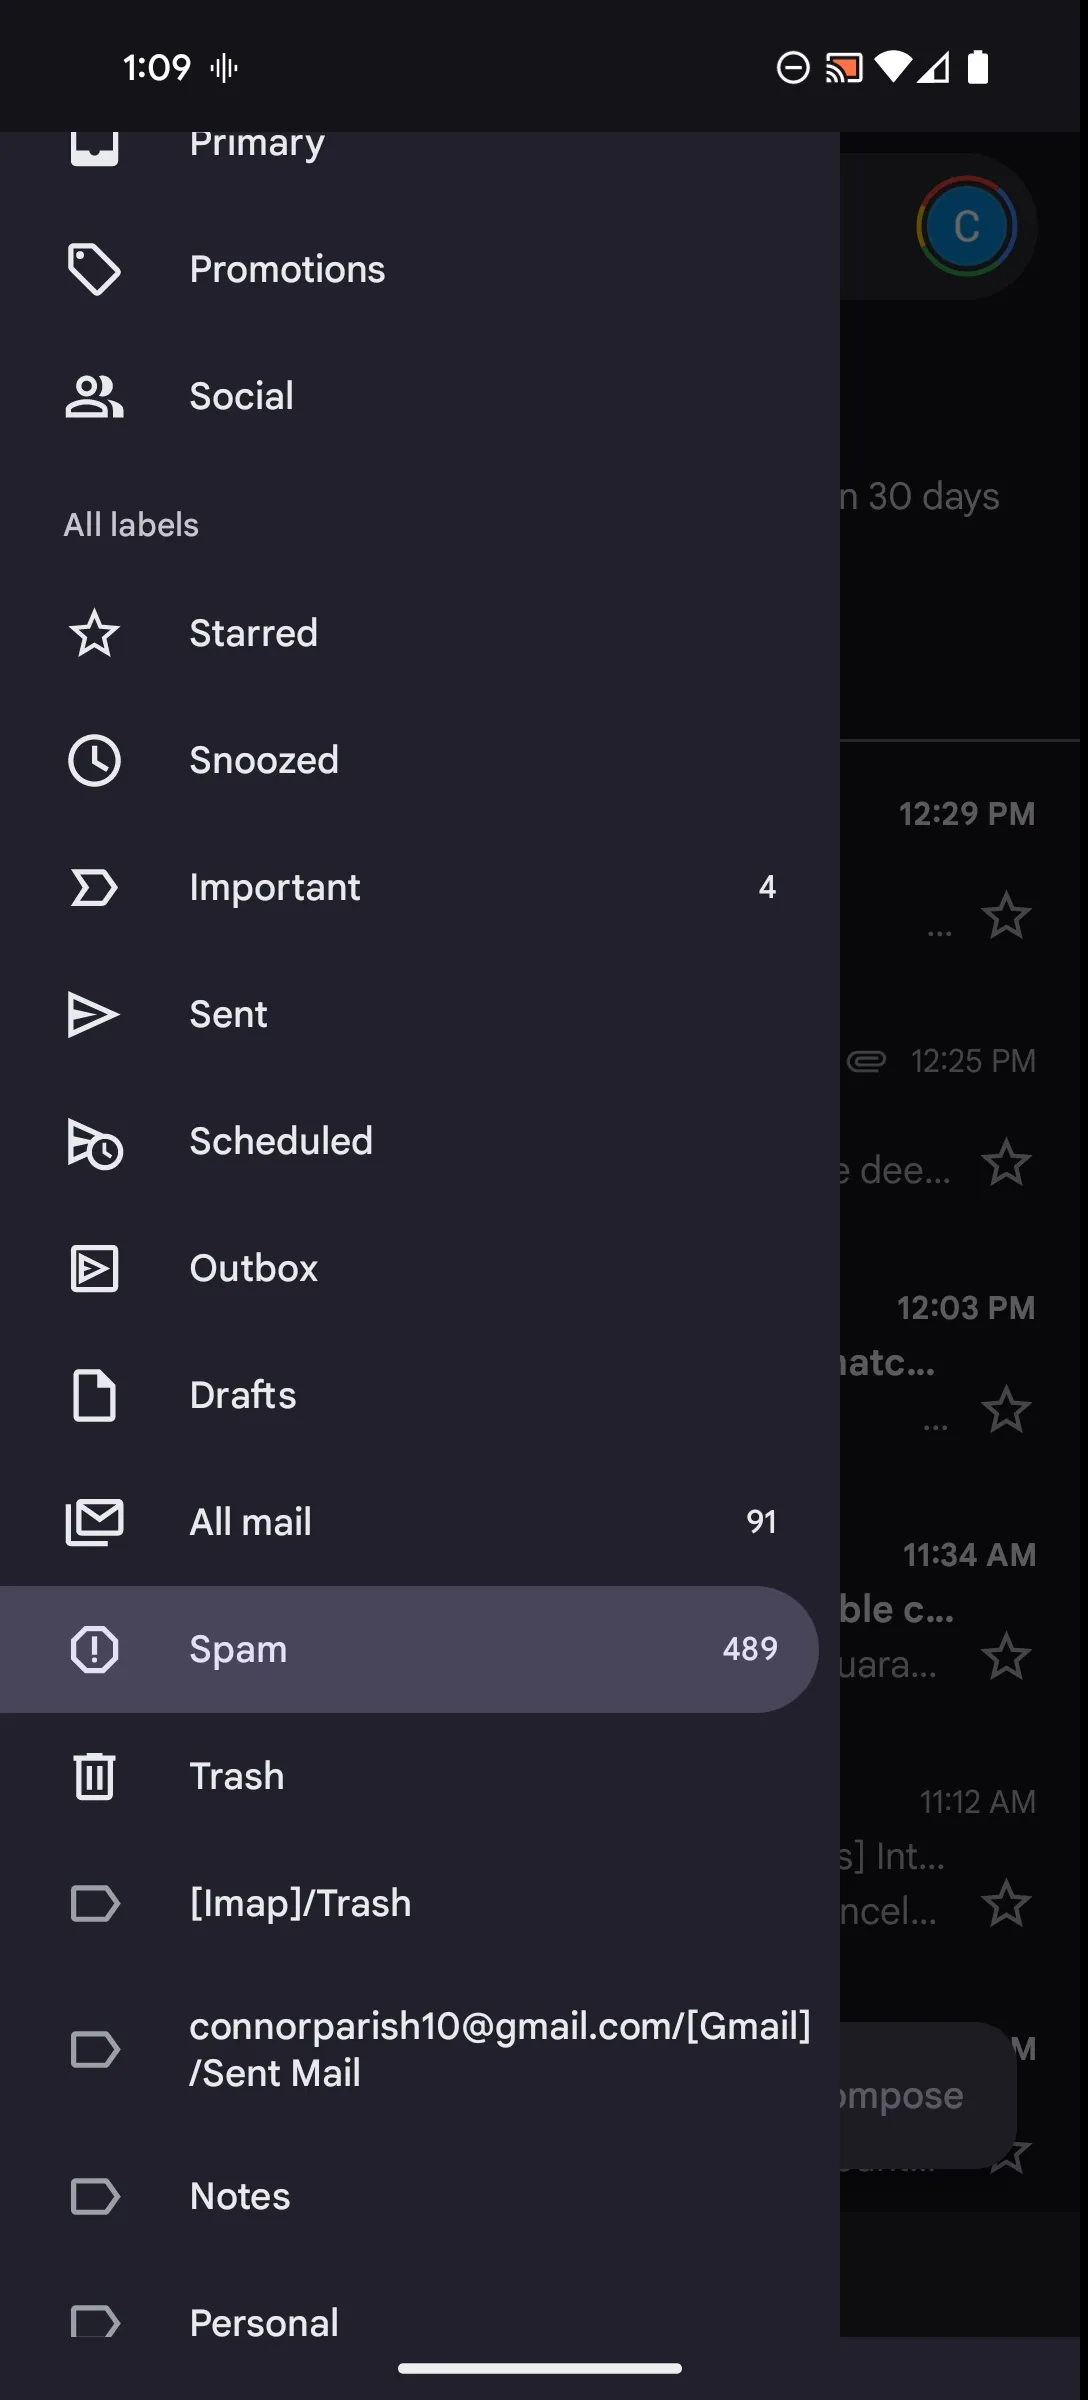 1:09
Primary
C
Promotions
Social
n 30 days
All labels
Starred
Snoozed
12:29 PM
Important 4
...
Sent
12:25 PM
Scheduled
e dee...
Outbox
12:03 PM
Drafts
natc...
...
All mail 91
11:34 AM
ble c...
Spam 489
uara...
Trash
11:12 AM
s] Int...
[Imap]/Trash
ncel...
connorparish10@gmail.com/[Gmail]
/Sent Mail
M
ompose
Notes
Personal